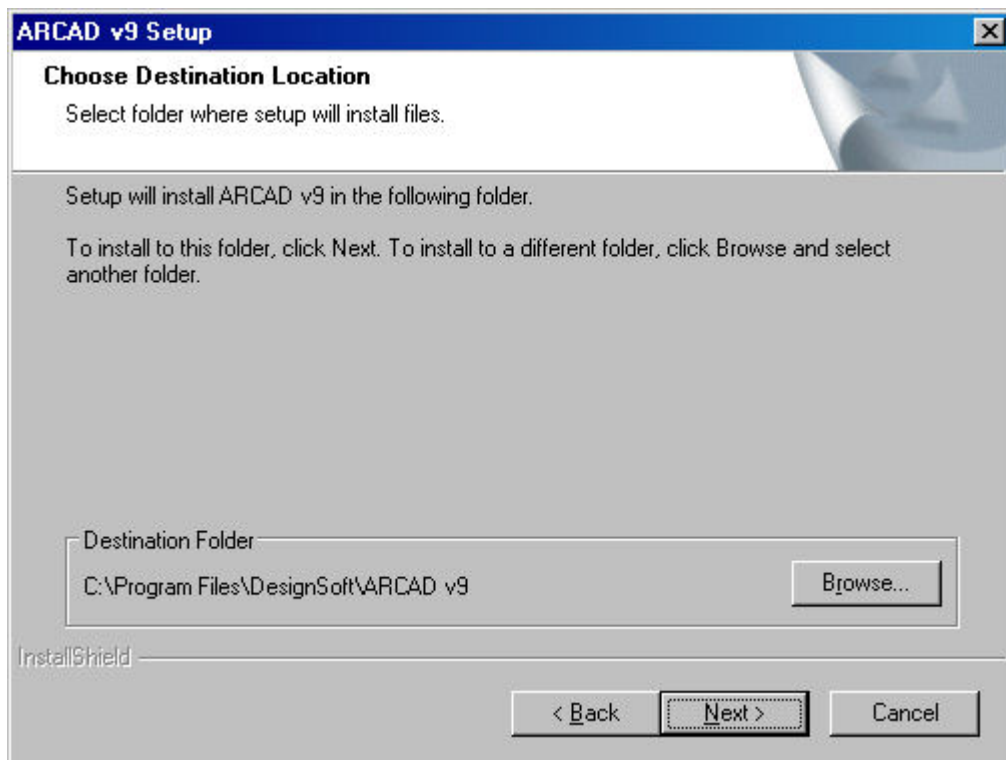 ARCAD v9 Setup
Choose Destination Location
Select folder where setup will install files.
Setup will install ARCAD v9 in the following folder.
To install to this folder, click Next. To install to a different folder, click Browse and select
another folder.
Destination Folder
C:\Program Files\DesignSoft\ARCAD v9
Browse...
InstallShield
< Back
Next >
Cancel